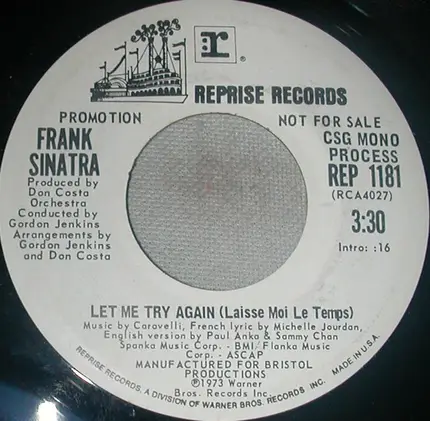 r
®
REPRISE RECORDS
PROMOTION
NOT FOR SALE
FRANK
SINATRA
Produced by
Don Costa
Orchestra
Conducted by
Gordon Jenkins
Arrangements by
Gordon Jenkins
and Don Costa
CSG MONO
PROCESS
REP 1181
(RCA4027)
3:30
Intro: :16
LET ME TRY AGAIN (Laisse Moi Le Temps)
Music by Caravelli, French lyric by Michelle Jourdan,
English version by Paul Anka & Sammy Chan
Spanka Music Corp. - BMI/Flanka Music
Corp. - ASCAP
MANUFACTURED FOR BRISTOL
PRODUCTIONS
℗1973 Warner
Bros. Records Inc.
REPRISE RECORDS, A DIVISION OF WARNER BROS. RECORDS INC. MADE IN U.S.A.